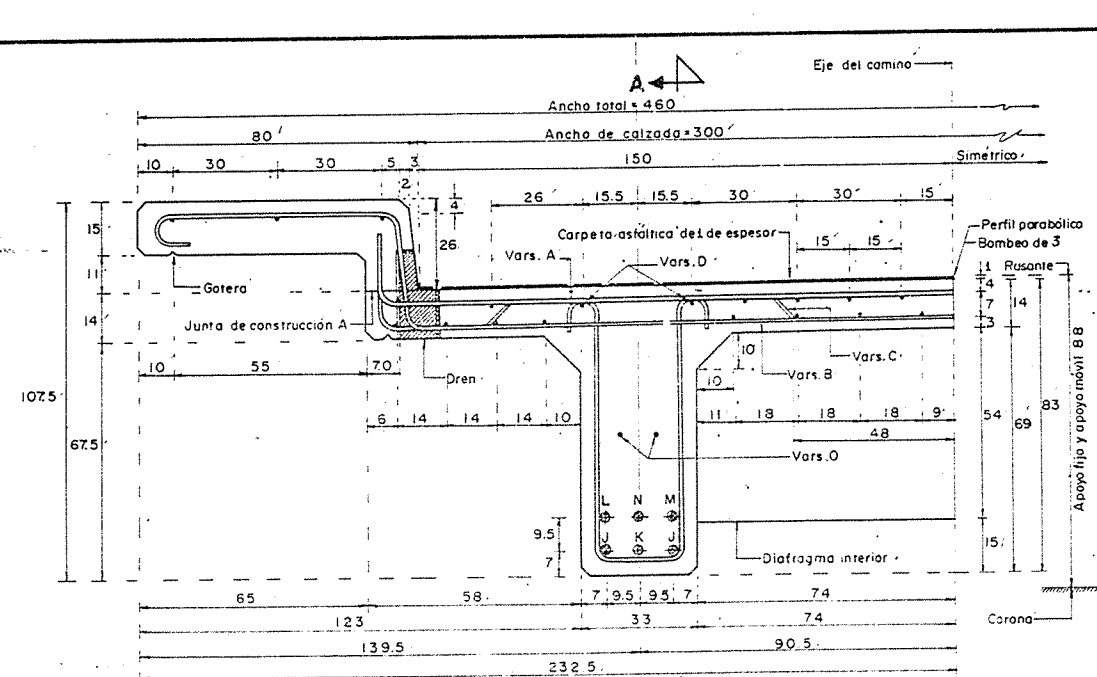 Eje del camino
A
Ancho total = 460
80 Ancho de calzada = 300
10 30 30 5 3 150 Simétrico
2
26 15.5 15.5 30 30 15
4
15
26
Carpeta asfáltica de 1 de espesor
15 15
Perfil parabólico
Bombeo de 3
Vars. A
Vars. D
1 Rasante
11
4
Gotera
7 14
14
Junta de construcción A
3
10
Vars. C
10 55 70
Dren
Vars. B
10
107.5
6 14 14 14 10
11 18 18 18 9
54 83
Apoyo fijo y apoyo móvil 88
69
48
67.5
Vars. O
L N M
9.5
J K J
15
7
Diafragma interior
65 58 7 9.5 9.5 7 74
123 33 74
Corona
139.5 90.5
232.5